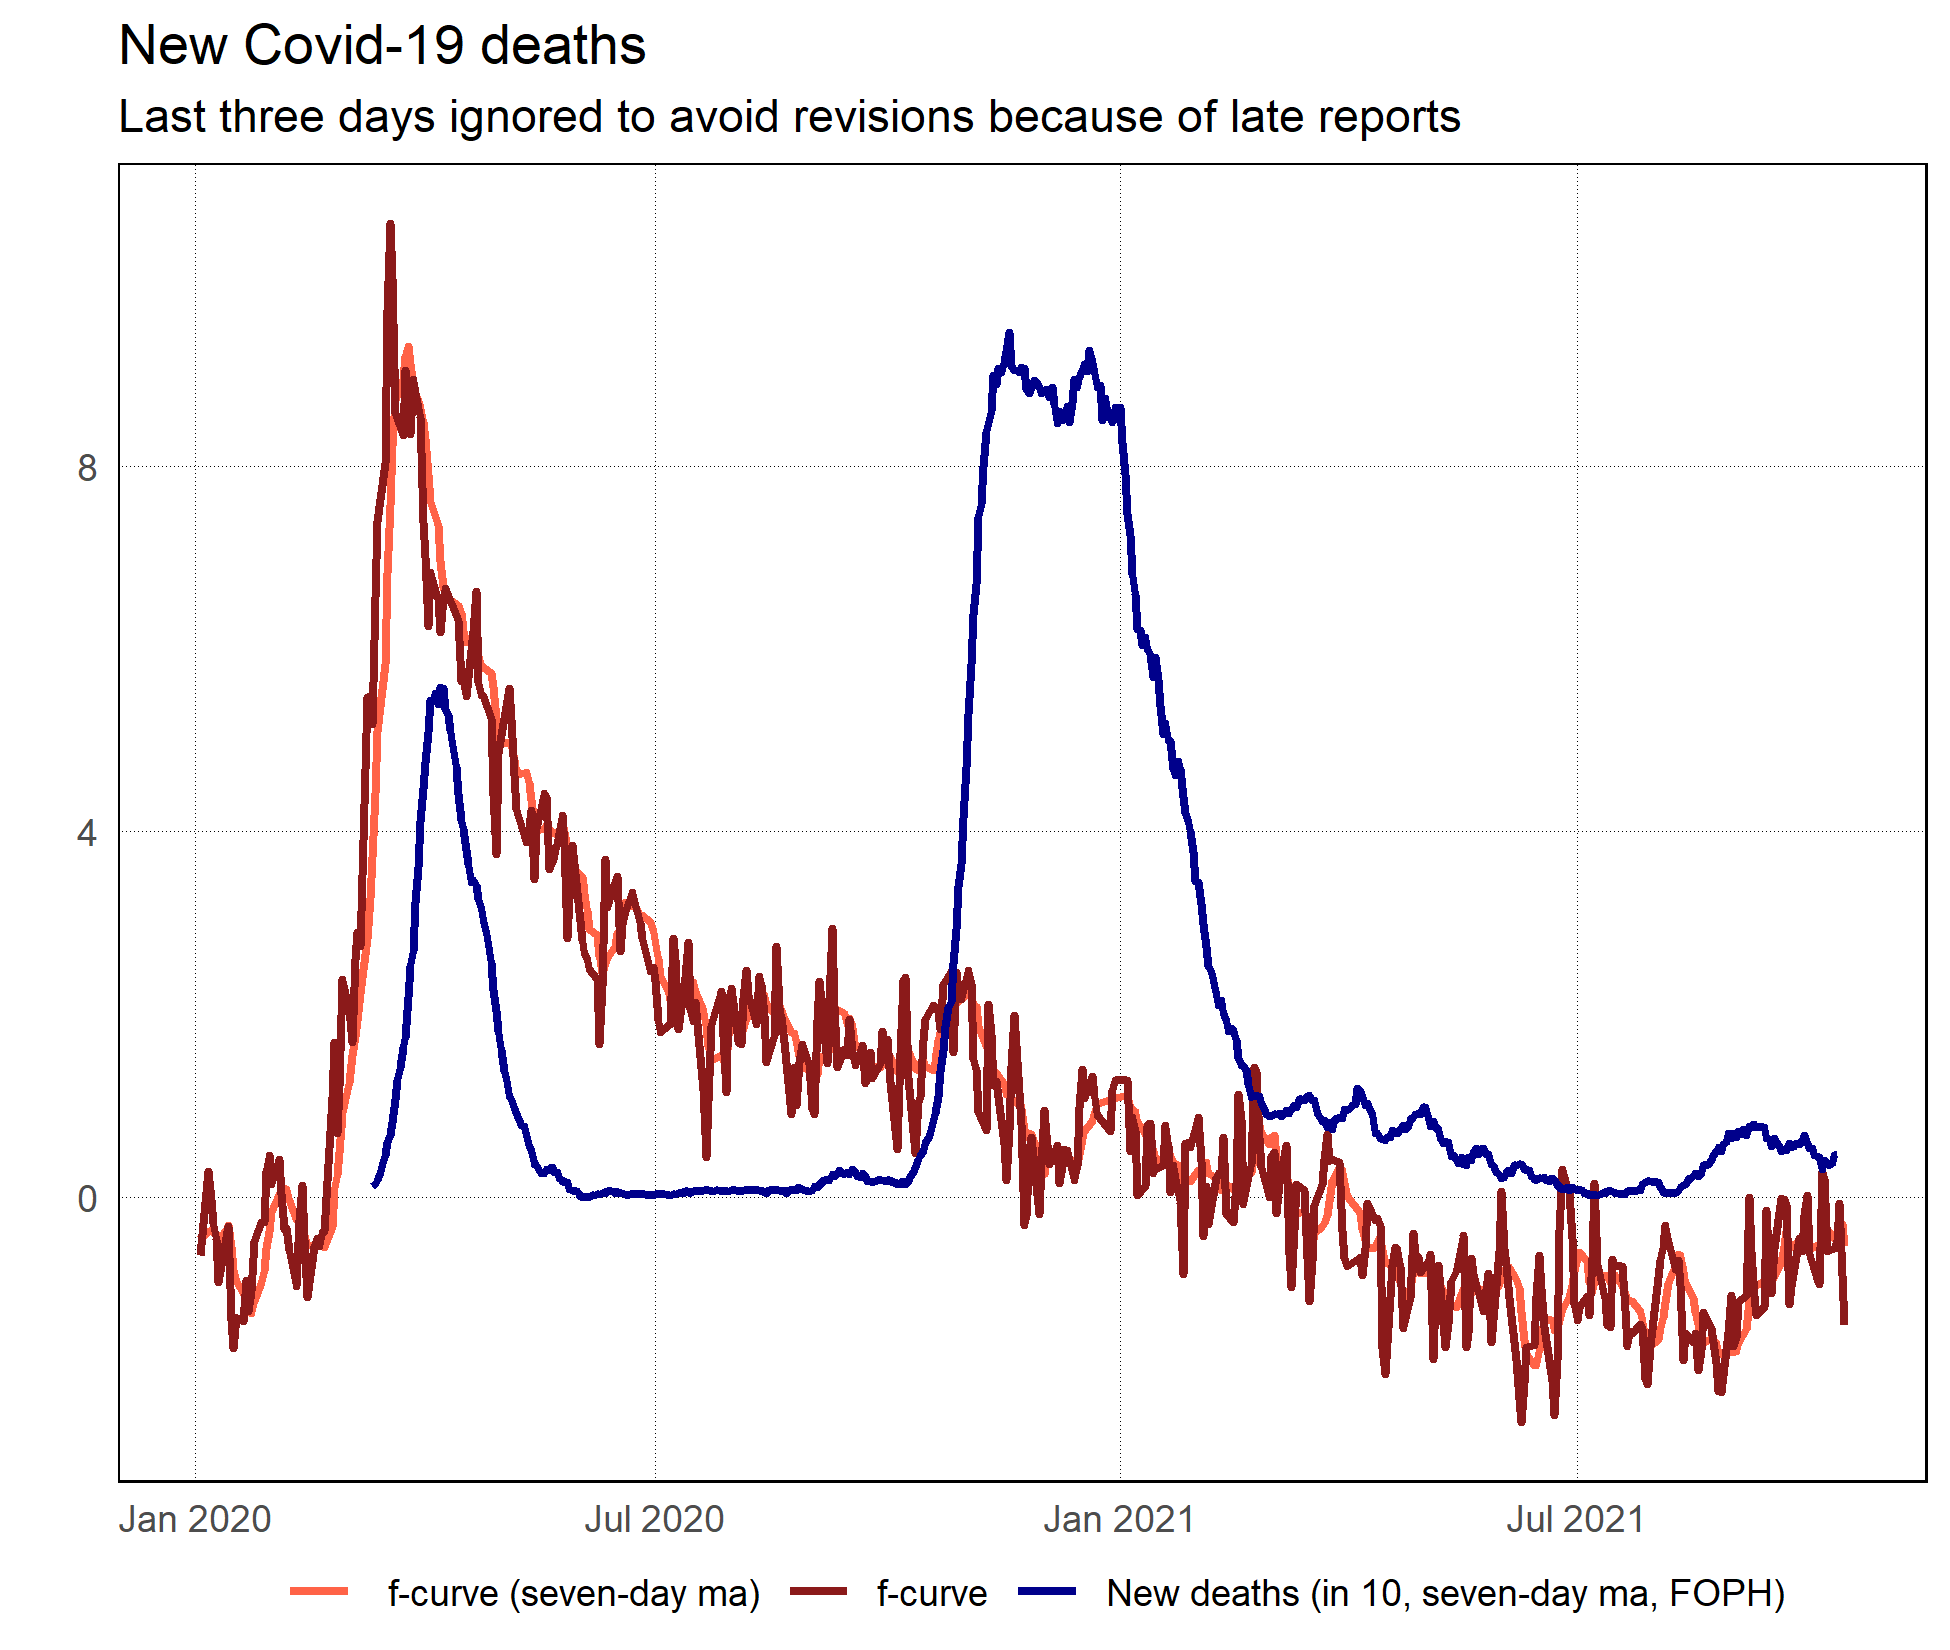 New Covid-19 deaths
Last three days ignored to avoid revisions because of late reports
8
4
0
Jan 2020 Jul 2020 Jan 2021 Jul 2021
f-curve (seven-day ma) f-curve New deaths (in 10, seven-day ma, FOPH)